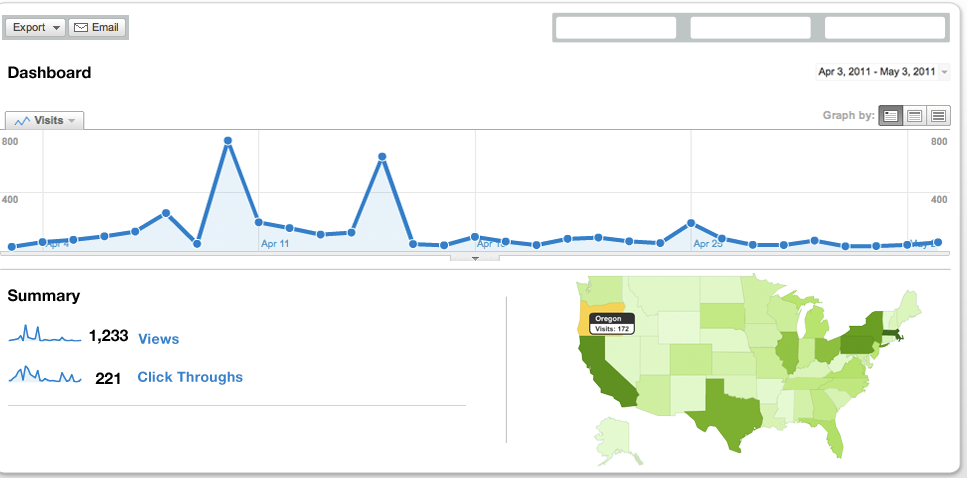 Export Email
Dashboard
Apr 3, 2011 - May 3, 2011
Visits
Graph by:
800 800
400 400
Apr 4 Apr 11 Apr 18 Apr 25 May
Summary
1,233 Views
221 Click Throughs
Oregon
Visits: 172